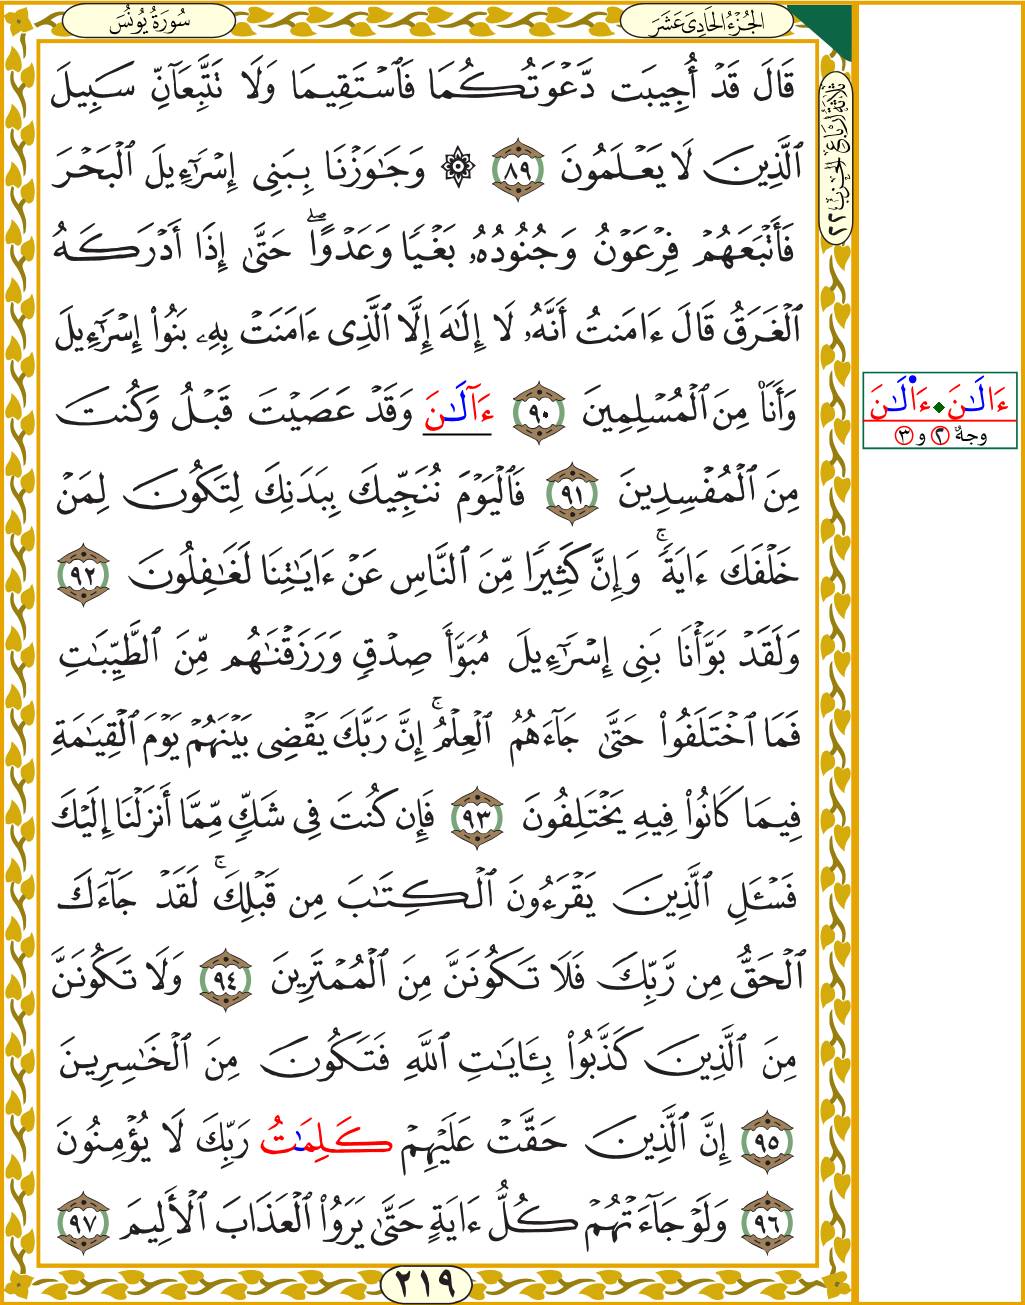 سُورَةُ يُونُسَ
الجُزْءُ الحَادِيَ عَشَرَ
ثَلَاثَةُ أَرْبَاعِ الحِزْبِ ٢٢
قَالَ قَدْ أُجِيبَت دَّعْوَتُكُمَا فَٱسْتَقِيمَا وَلَا تَتَّبِعَآنِّ سَبِيلَ
ٱلَّذِينَ لَا يَعْلَمُونَ ٨٩ ۞ وَجَٰوَزْنَا بِبَنِىٓ إِسْرَٰٓءِيلَ ٱلْبَحْرَ
فَأَتْبَعَهُمْ فِرْعَوْنُ وَجُنُودُهُۥ بَغْيًا وَعَدْوًا ۖ حَتَّىٰٓ إِذَآ أَدْرَكَهُ
ٱلْغَرَقُ قَالَ ءَامَنتُ أَنَّهُۥ لَآ إِلَٰهَ إِلَّا ٱلَّذِىٓ ءَامَنَتْ بِهِۦ بَنُوٓا۟ إِسْرَٰٓءِيلَ
وَأَنَا۠ مِنَ ٱلْمُسْلِمِينَ ٩٠ ءَآلَٰنَ وَقَدْ عَصَيْتَ قَبْلُ وَكُنتَ
ءَالَٰنَ ءَاْلَٰنَ
وجهٌ ٢ و ٣
مِنَ ٱلْمُفْسِدِينَ ٩١ فَٱلْيَوْمَ نُنَجِّيكَ بِبَدَنِكَ لِتَكُونَ لِمَنْ
خَلْفَكَ ءَايَةً ۚ وَإِنَّ كَثِيرًا مِّنَ ٱلنَّاسِ عَنْ ءَايَٰتِنَا لَغَٰفِلُونَ ٩٢
وَلَقَدْ بَوَّأْنَا بَنِىٓ إِسْرَٰٓءِيلَ مُبَوَّأَ صِدْقٍ وَرَزَقْنَٰهُم مِّنَ ٱلطَّيِّبَٰتِ
فَمَا ٱخْتَلَفُوا۟ حَتَّىٰ جَآءَهُمُ ٱلْعِلْمُ ۚ إِنَّ رَبَّكَ يَقْضِى بَيْنَهُمْ يَوْمَ ٱلْقِيَٰمَةِ
فِيمَا كَانُوا۟ فِيهِ يَخْتَلِفُونَ ٩٣ فَإِن كُنتَ فِى شَكٍّ مِّمَّآ أَنزَلْنَآ إِلَيْكَ
فَسْـَٔلِ ٱلَّذِينَ يَقْرَءُونَ ٱلْكِتَٰبَ مِن قَبْلِكَ ۚ لَقَدْ جَآءَكَ
ٱلْحَقُّ مِن رَّبِّكَ فَلَا تَكُونَنَّ مِنَ ٱلْمُمْتَرِينَ ٩٤ وَلَا تَكُونَنَّ
مِنَ ٱلَّذِينَ كَذَّبُوا۟ بِـَٔايَٰتِ ٱللَّهِ فَتَكُونَ مِنَ ٱلْخَٰسِرِينَ
٩٥ إِنَّ ٱلَّذِينَ حَقَّتْ عَلَيْهِمْ كَلِمَٰتُ رَبِّكَ لَا يُؤْمِنُونَ
٩٦ وَلَوْ جَآءَتْهُمْ كُلُّ ءَايَةٍ حَتَّىٰ يَرَوُا۟ ٱلْعَذَابَ ٱلْأَلِيمَ ٩٧
٢١٩